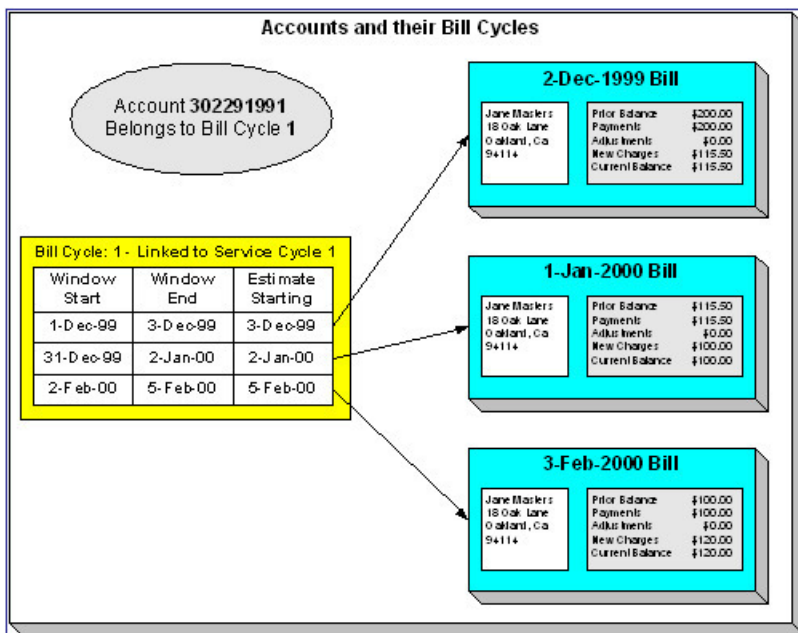 Accounts and their Bill Cycles
Account 302291991
Belongs to Bill Cycle 1
Bill Cycle: 1 - Linked to Service Cycle 1
Window Start Window End Estimate Starting
1-Dec-99 3-Dec-99 3-Dec-99
31-Dec-99 2-Jan-00 2-Jan-00
2-Feb-00 5-Feb-00 5-Feb-00
2-Dec-1999 Bill
Jane Masters
18 Oak Lane
Oakland, Ca
94114
Prior Balance $200.00
Payments $200.00
Adjustments $0.00
New Charges $115.50
Current Balance $115.50
1-Jan-2000 Bill
Jane Masters
18 Oak Lane
Oakland, Ca
94114
Prior Balance $115.50
Payments $115.50
Adjustments $0.00
New Charges $100.00
Current Balance $100.00
3-Feb-2000 Bill
Jane Masters
18 Oak Lane
Oakland, Ca
94114
Prior Balance $100.00
Payments $100.00
Adjustments $0.00
New Charges $120.00
Current Balance $120.00